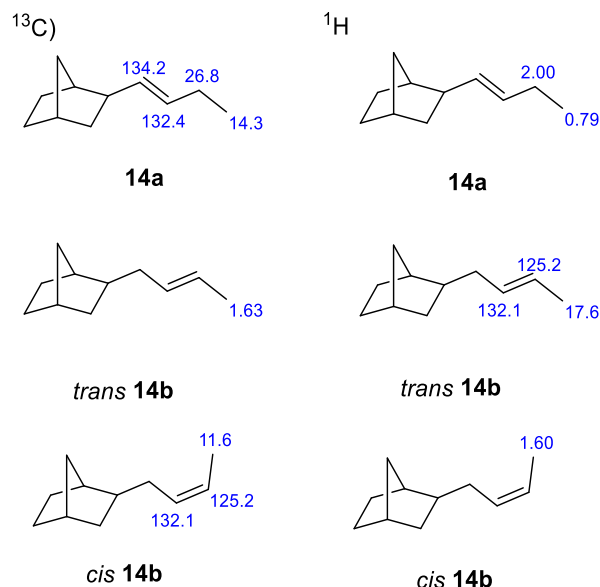 ¹³C) ¹H
134.2 26.8 2.00
132.4 14.3 0.79
14a 14a
125.2
1.63 132.1 17.6
trans 14b trans 14b
11.6 1.60
132.1 125.2
cis 14b cis 14b